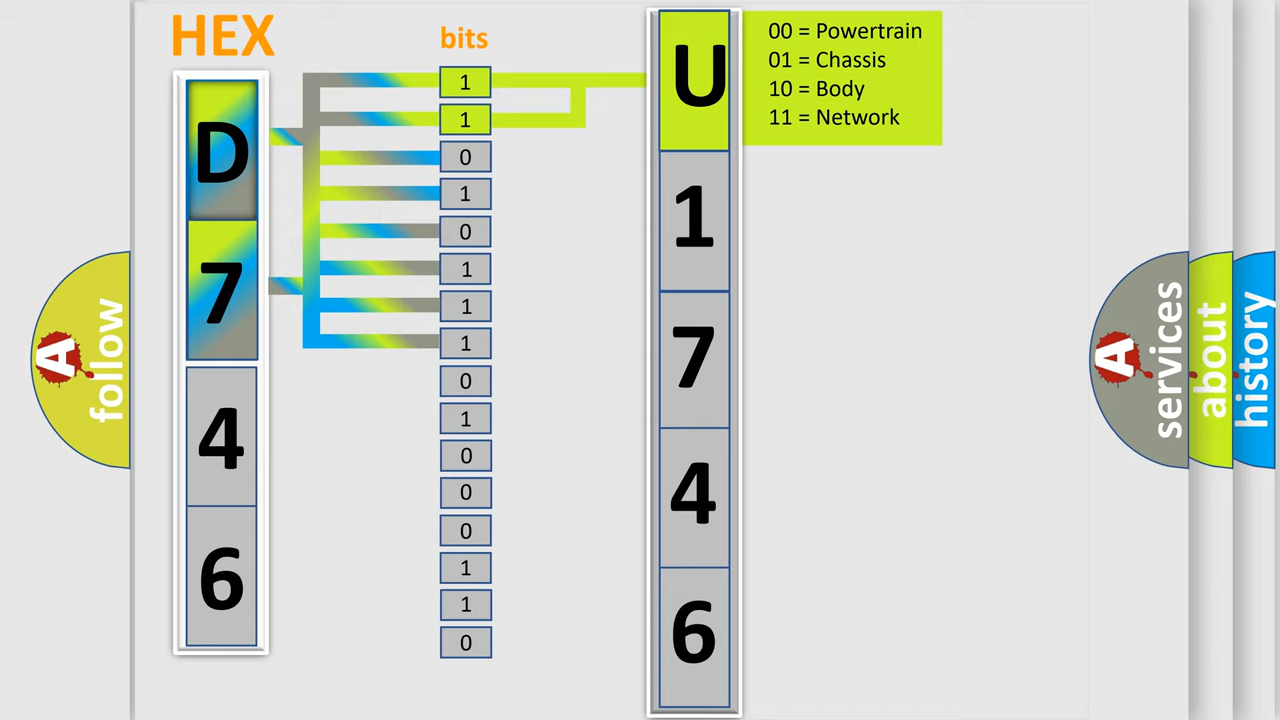 HEX
D
7
4
6
bits
1
1
0
1
0
1
1
1
0
1
0
0
0
1
1
0
U
1
7
4
6
00 = Powertrain
01 = Chassis
10 = Body
11 = Network
A
follow
A
services
about
history